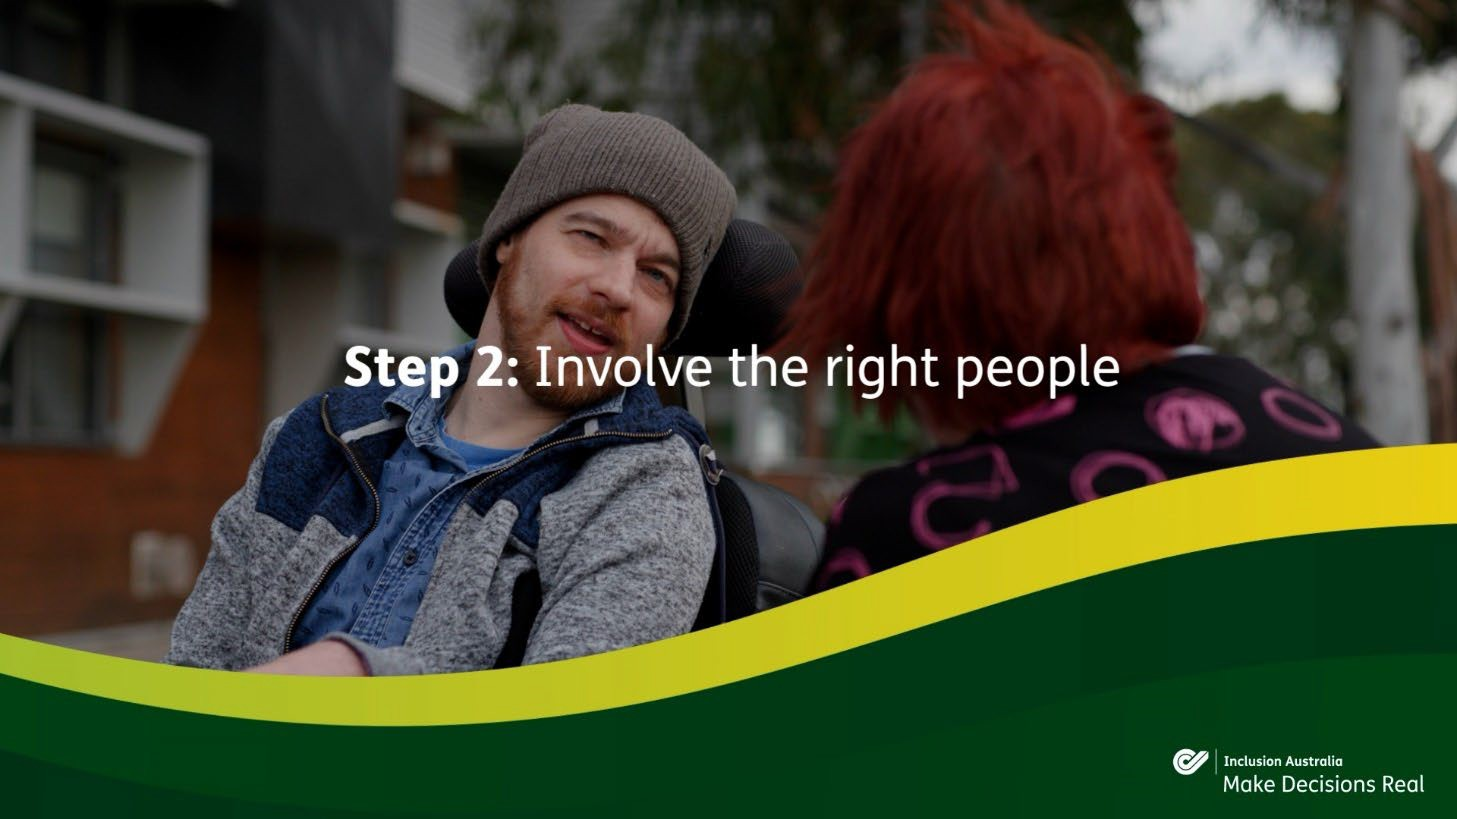 Step 2: Involve the right people
Inclusion Australia
Make Decisions Real